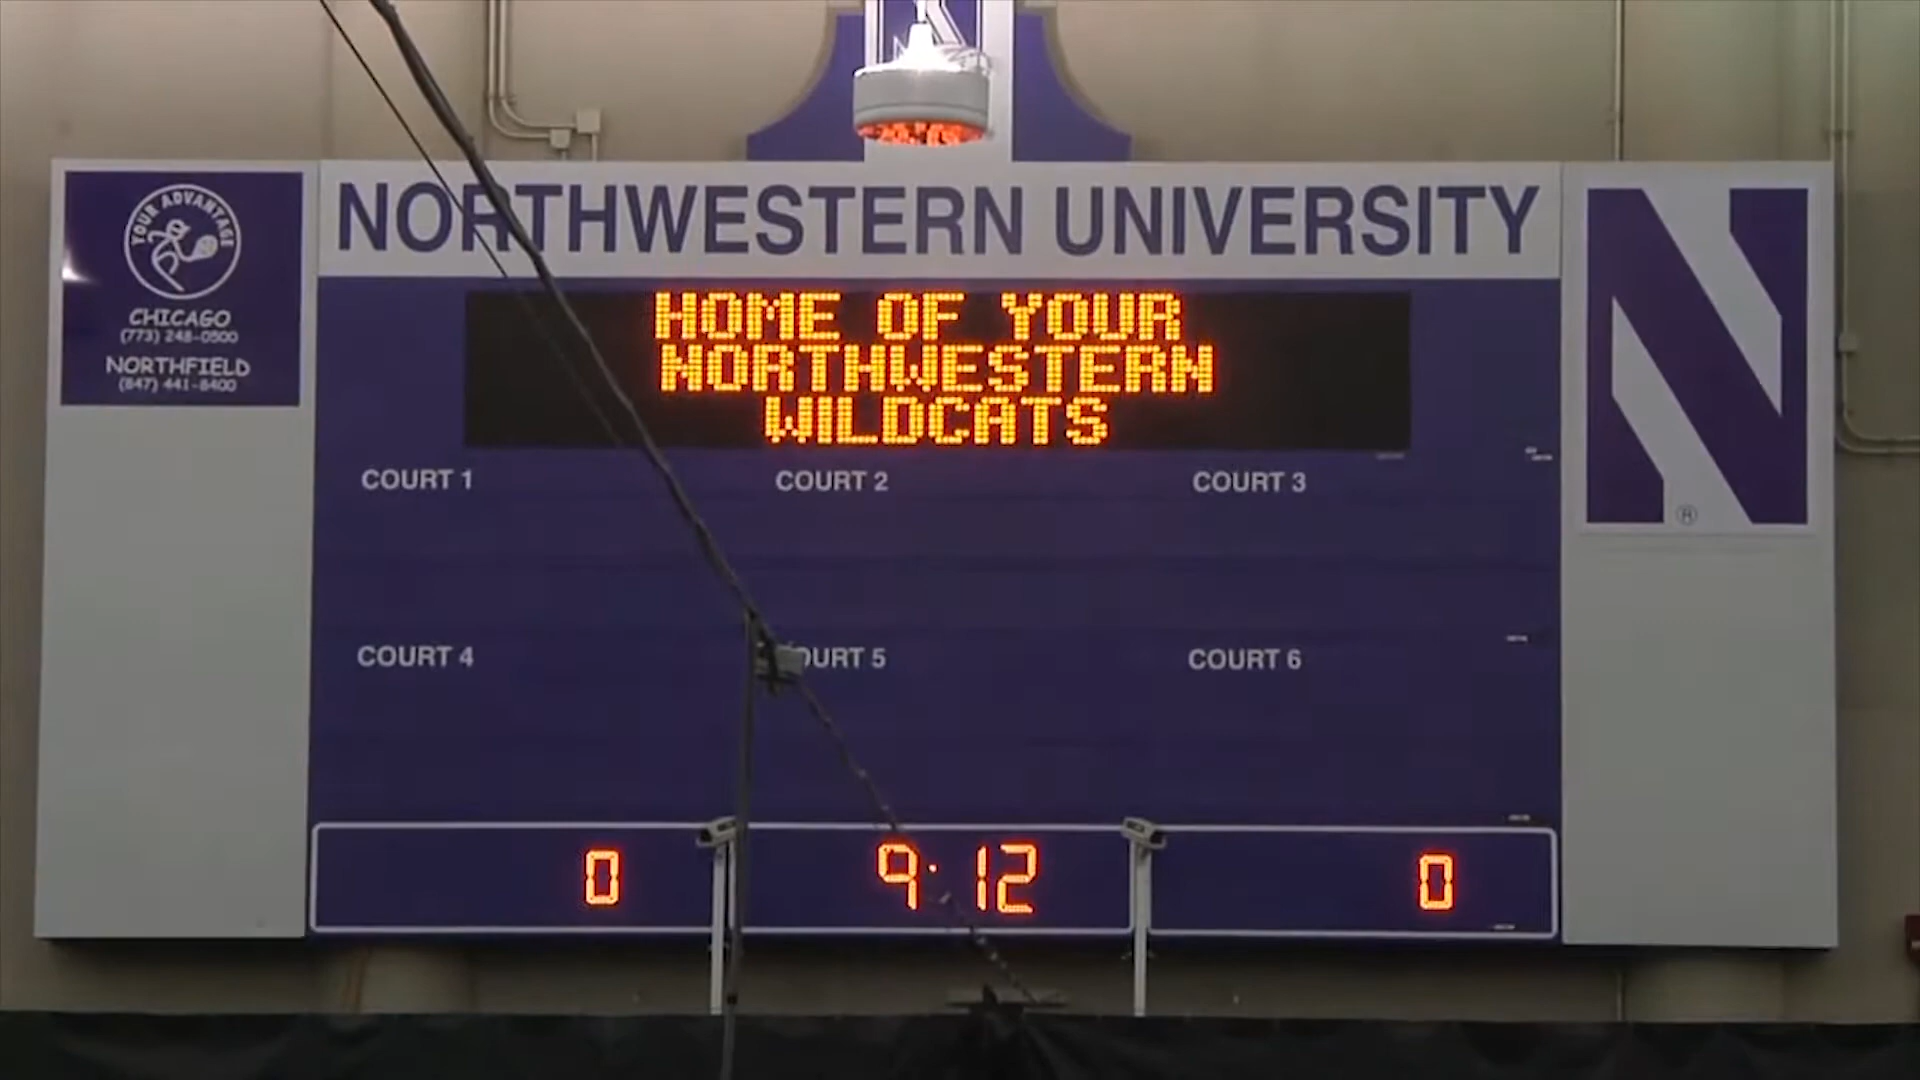 YOUR ADVANTAGE
CHICAGO
(773) 248-0500
NORTHFIELD
(847) 441-8400
NORTHWESTERN UNIVERSITY
HOME OF YOUR
NORTHWESTERN
WILDCATS
COURT 1
COURT 2
COURT 3
COURT 4
COURT 5
COURT 6
0
9:12
0
N
®